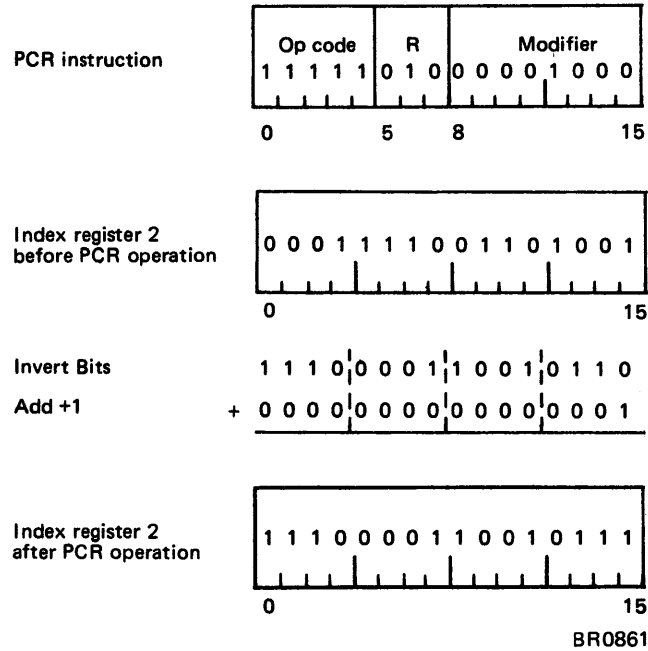 Op code R Modifier
PCR instruction 1 1 1 1 1 0 1 0 0 0 0 0 1 0 0 0
0 5 8 15
Index register 2
before PCR operation
0 0 0 1 1 1 1 0 0 1 1 0 1 0 0 1
0 15
Invert Bits 1 1 1 0 0 0 0 1 1 0 0 1 0 1 1 0
Add +1 + 0 0 0 0 0 0 0 0 0 0 0 0 0 0 0 1
Index register 2
after PCR operation
1 1 1 0 0 0 0 1 1 0 0 1 0 1 1 1
0 15
BR0861